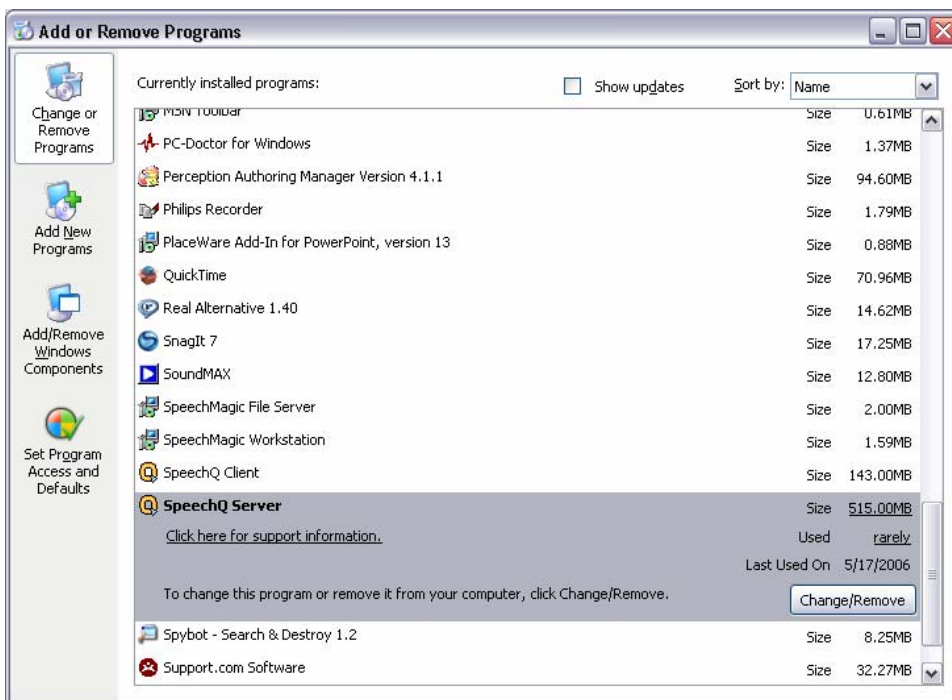 Add or Remove Programs
Change or
Remove
Programs
Add New
Programs
Add/Remove
Windows
Components
Set Program
Access and
Defaults
Currently installed programs:
Show updates
Sort by: Name
MSN Toolbar Size 0.61MB
PC-Doctor for Windows Size 1.37MB
Perception Authoring Manager Version 4.1.1 Size 94.60MB
Philips Recorder Size 1.79MB
PlaceWare Add-In for PowerPoint, version 13 Size 0.88MB
QuickTime Size 70.96MB
Real Alternative 1.40 Size 14.62MB
SnagIt 7 Size 17.25MB
SoundMAX Size 12.80MB
SpeechMagic File Server Size 2.00MB
SpeechMagic Workstation Size 1.59MB
SpeechQ Client Size 143.00MB
SpeechQ Server Size 515.00MB
Click here for support information. Used rarely
Last Used On 5/17/2006
To change this program or remove it from your computer, click Change/Remove. Change/Remove
Spybot - Search & Destroy 1.2 Size 8.25MB
Support.com Software Size 32.27MB